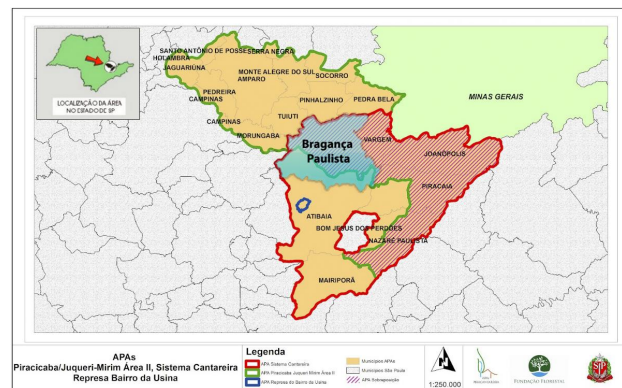 LOCALIZAÇÃO DA ÁREA
NO ESTADO DE SP
SANTO ANTÔNIO DE POSSE
SERRA NEGRA
HOLAMBRA
JAGUARIÚNA
MONTE ALEGRE DO SUL
SOCORRO
AMPARO
PEDREIRA
CAMPINAS
PINHALZINHO
PEDRA BELA
MINAS GERAIS
TUIUTI
CAMPINAS
MORUNGABA
VARGEM
Bragança
Paulista
JOANÓPOLIS
PIRACAIA
ATIBAIA
BOM JESUS DOS PERDÕES
NAZARÉ PAULISTA
MAIRIPORÃ
APAs
Piracicaba/Juqueri-Mirim Área II, Sistema Cantareira
Represa Bairro da Usina
Legenda
APA Sistema Cantareira
APA Piracicaba Juqueri Mirim Área II
APA Represa do Bairro da Usina
Municípios APAs
Municípios São Paulo
APA Sobreposição
1:250.000
FUNDAÇÃO FLORESTAL